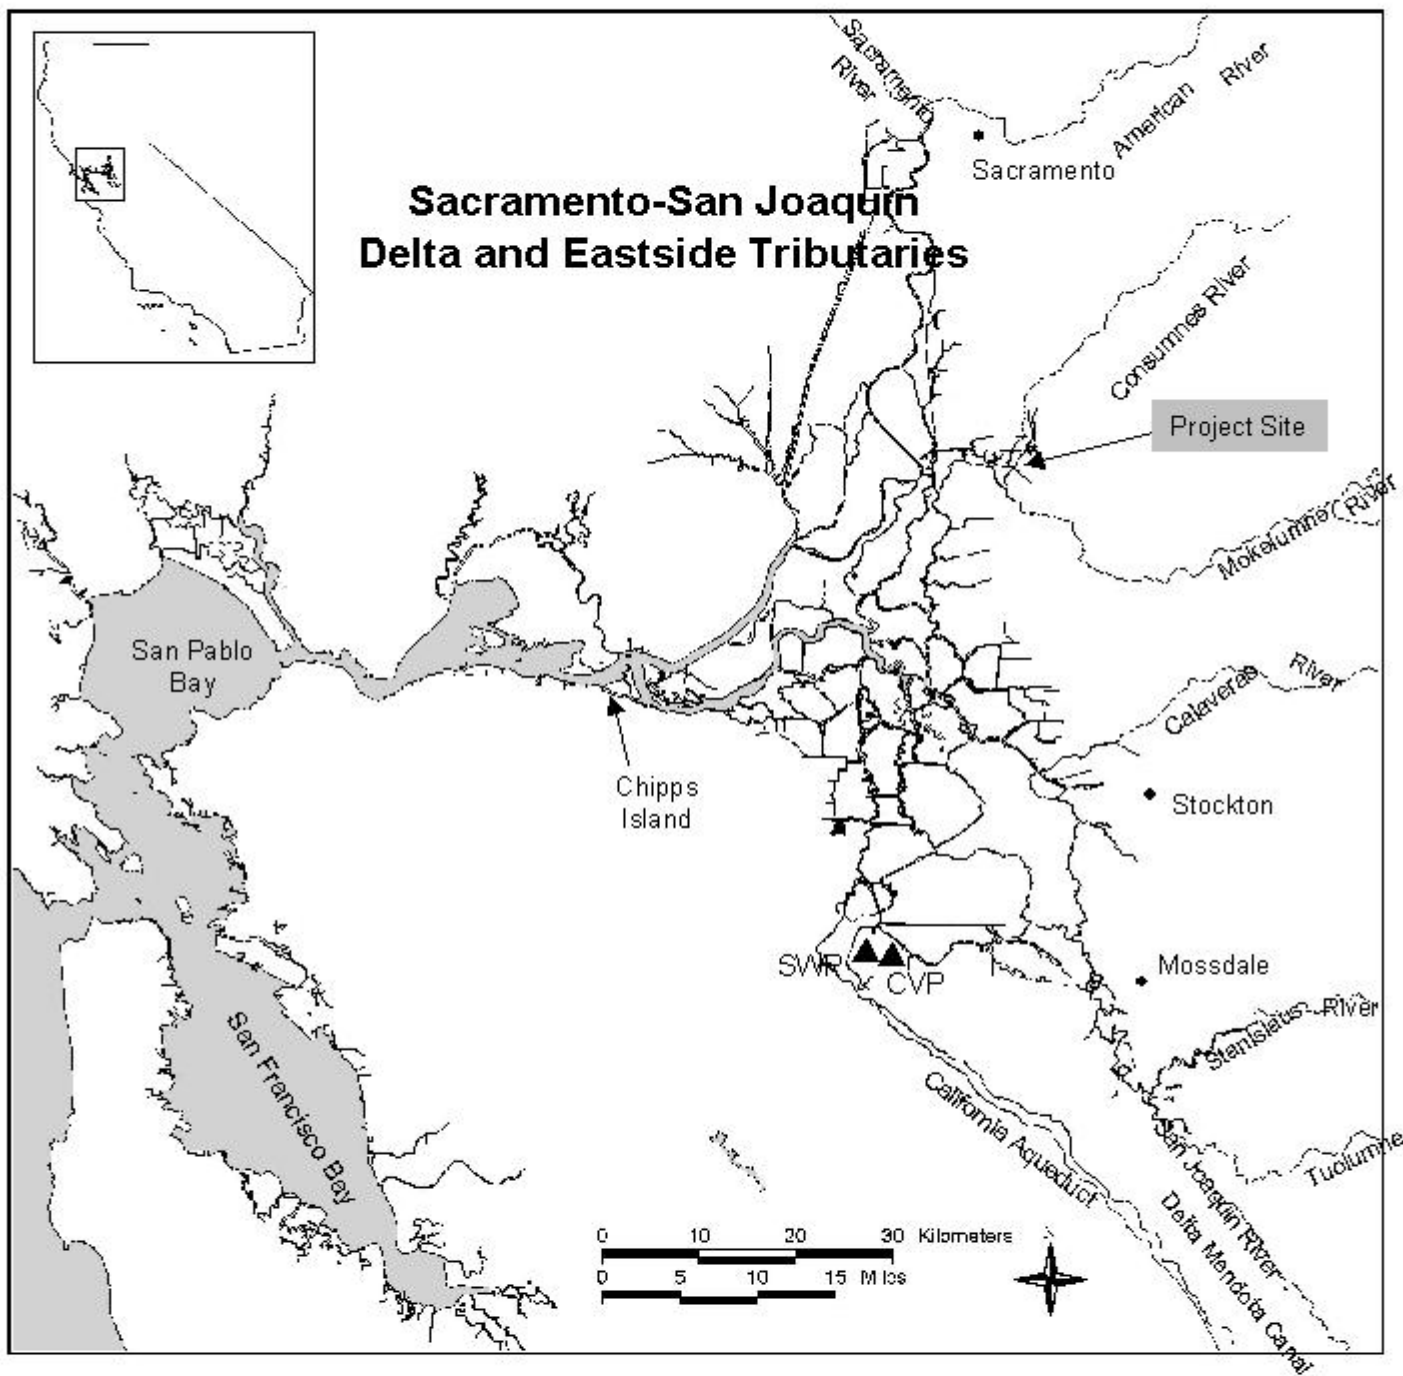 Sacramento
River
American River
Sacramento
Sacramento-San Joaquin
Delta and Eastside Tributaries
Consumnes River
Project Site
Mokelumne River
San Pablo
Bay
Calaveras River
Chipps
Island
Stockton
SWP
CVP
Mossdale
Stanislaus River
San Francisco Bay
California Aqueduct
San Joaquin River
Tuolumne
Delta Mendota Canal
0 10 20 30 Kilometers
0 5 10 15 Miles